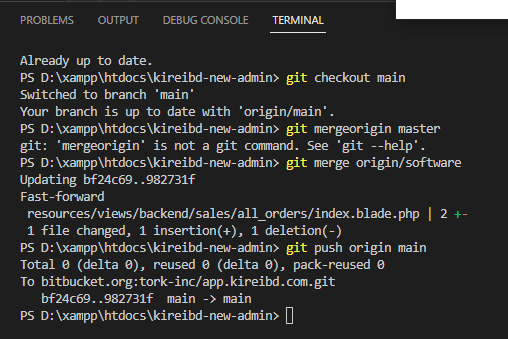 PROBLEMS OUTPUT DEBUG CONSOLE TERMINAL
Already up to date.
PS D:\xampp\htdocs\kireibd-new-admin> git checkout main
Switched to branch 'main'
Your branch is up to date with 'origin/main'.
PS D:\xampp\htdocs\kireibd-new-admin> git mergeorigin master
git: 'mergeorigin' is not a git command. See 'git --help'.
PS D:\xampp\htdocs\kireibd-new-admin> git merge origin/software
Updating bf24c69..982731f
Fast-forward
 resources/views/backend/sales/all_orders/index.blade.php | 2 +-
 1 file changed, 1 insertion(+), 1 deletion(-)
PS D:\xampp\htdocs\kireibd-new-admin> git push origin main
Total 0 (delta 0), reused 0 (delta 0), pack-reused 0
To bitbucket.org:tork-inc/app.kireibd.com.git
   bf24c69..982731f  main -> main
PS D:\xampp\htdocs\kireibd-new-admin>